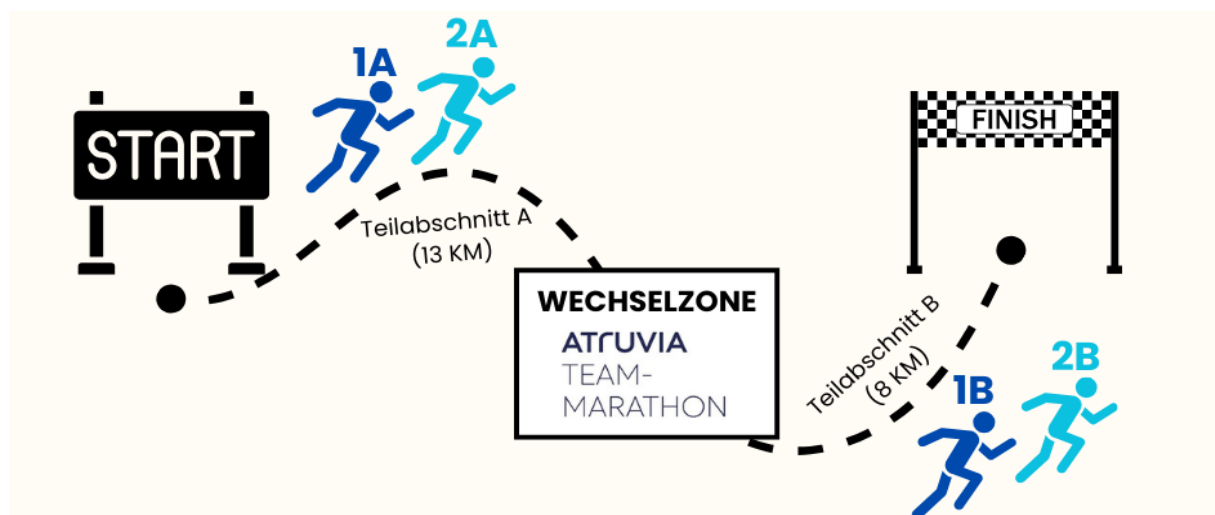 START
1A
2A
Teilabschnitt A
(13 KM)
WECHSELZONE
ATRUVIA
TEAM-
MARATHON
FINISH
Teilabschnitt B
(8 KM)
1B
2B